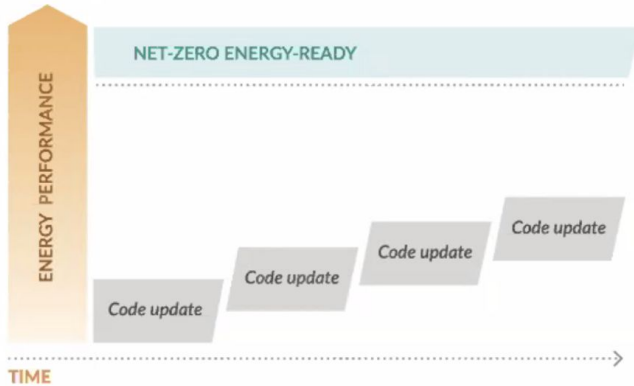 NET-ZERO ENERGY-READY
ENERGY PERFORMANCE
Code update
Code update
Code update
Code update
TIME